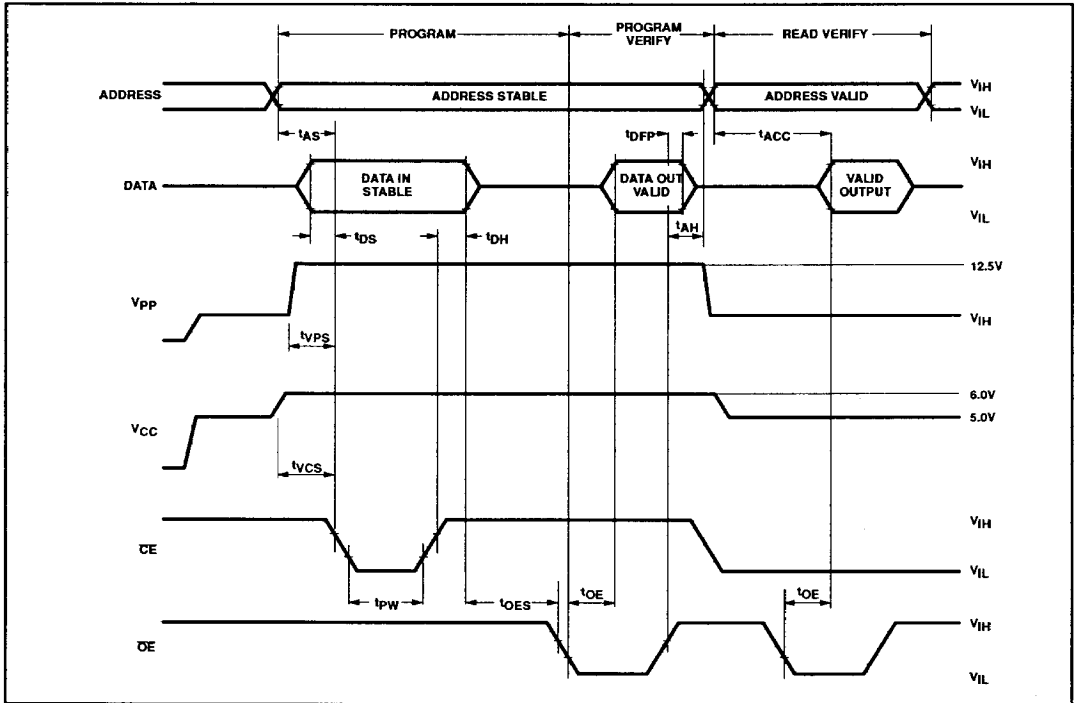 PROGRAM
PROGRAM
VERIFY
READ VERIFY
ADDRESS
ADDRESS STABLE
ADDRESS VALID
VIH
VIL
tAS
tDFP
tACC
DATA
DATA IN
STABLE
DATA OUT
VALID
VALID
OUTPUT
VIH
VIL
tDS
tDH
tAH
VPP
12.5V
VIH
tVPS
VCC
6.0V
5.0V
tVCS
CE
VIH
VIL
tPW
tOES
tOE
tOE
OE
VIH
VIL